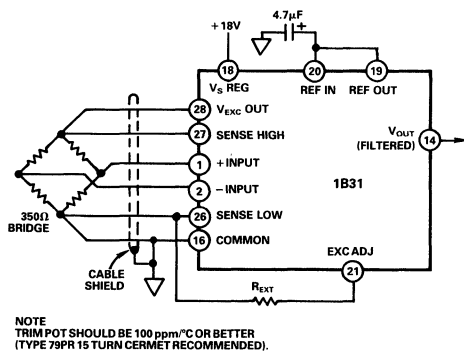 +18V
4.7µF
+
18
20
19
VS REG
REF IN
REF OUT
28
VEXC OUT
27
SENSE HIGH
1
+INPUT
2
−INPUT
26
SENSE LOW
16
COMMON
14
VOUT
(FILTERED)
1B31
EXC ADJ
21
350Ω
BRIDGE
CABLE
SHIELD
REXT
NOTE
TRIM POT SHOULD BE 100 ppm/°C OR BETTER
(TYPE 79PR 15 TURN CERMET RECOMMENDED).